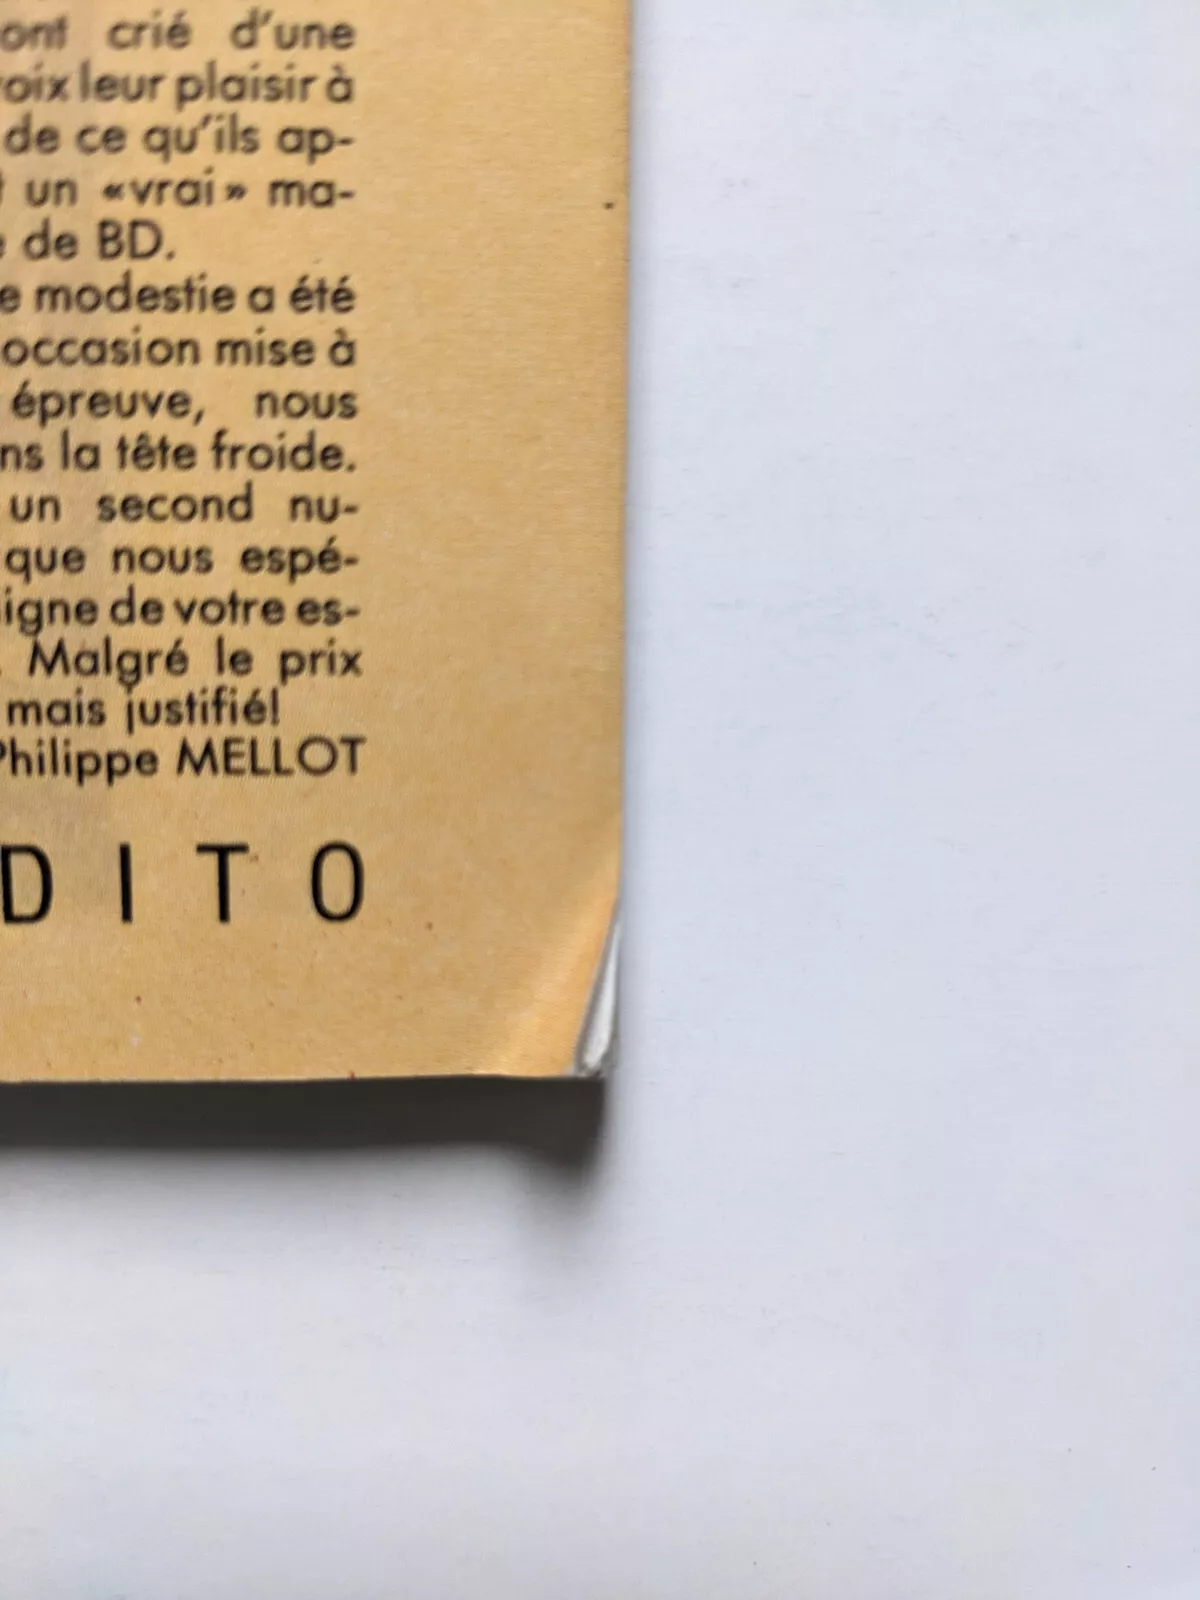 ont crié d'une
oix leur plaisir à
de ce qu'ils ap-
un «vrai» ma-
de BD.
e modestie a été
occasion mise à
épreuve, nous
ns la tête froide.
un second nu-
que nous espé-
igne de votre es-
. Malgré le prix
mais justifié!
Philippe MELLOT
DITO